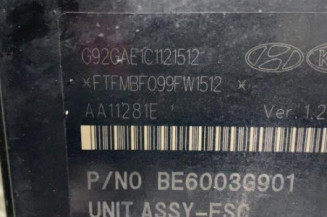 G92GAE1C1121512
*FTFMBF099FW1512 *
AA11281E
Ver. 1.2
P/NO BE6003G901
UNIT ASSY-ESC